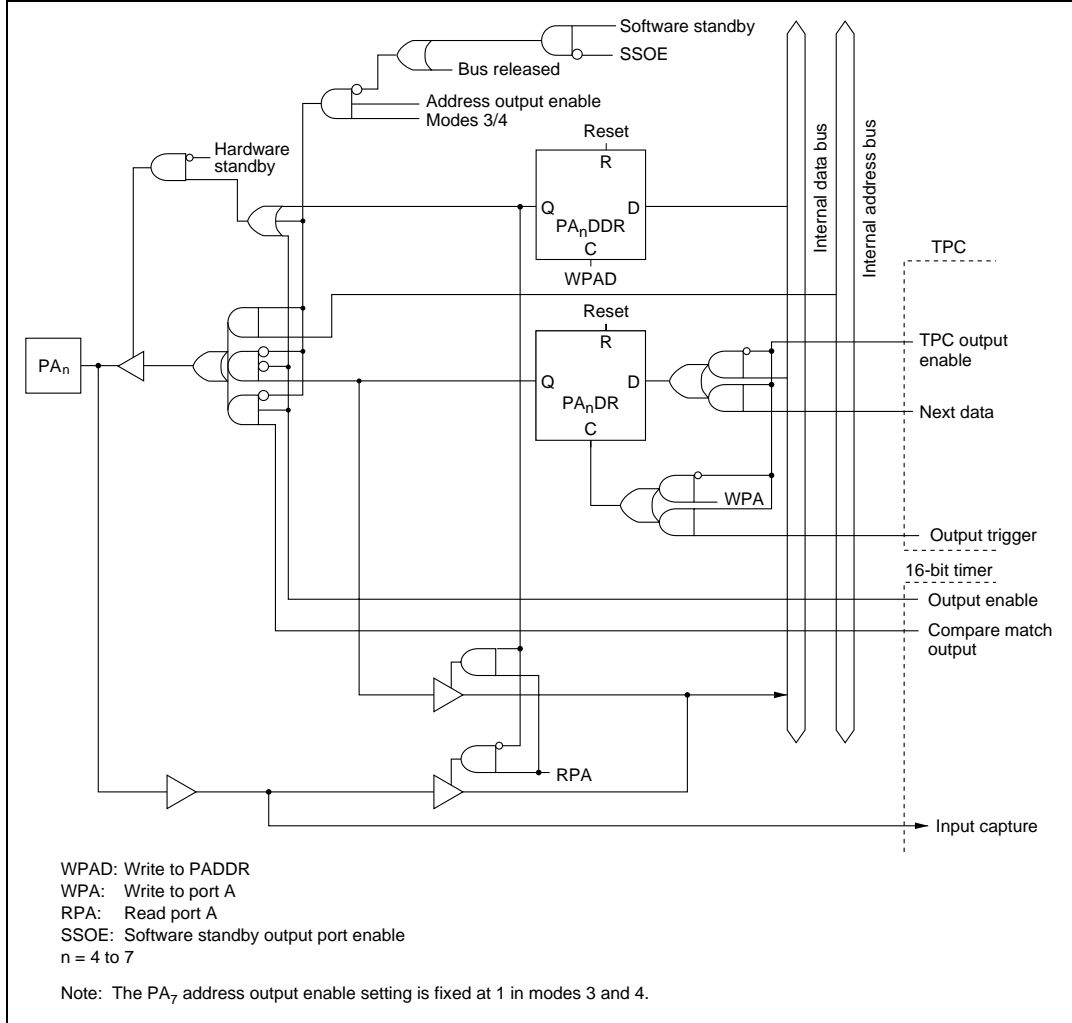 Software standby
SSOE
Bus released
Address output enable
Modes 3/4
Hardware
standby
Reset
R
Q
D
PAnDDR
C
WPAD
Internal data bus
Internal address bus
TPC
Reset
R
Q
D
PAnDR
C
PAn
TPC output
enable
Next data
WPA
Output trigger
16-bit timer
Output enable
Compare match
output
RPA
Input capture
WPAD: Write to PADDR
WPA: Write to port A
RPA: Read port A
SSOE: Software standby output port enable
n = 4 to 7
Note: The PA7 address output enable setting is fixed at 1 in modes 3 and 4.